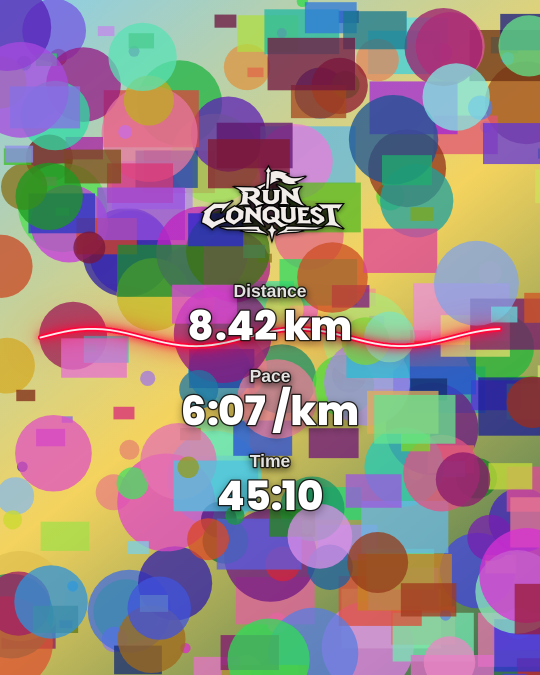 RUN
CONQUEST
Distance
8.42 km
Pace
6:07 /km
Time
45:10